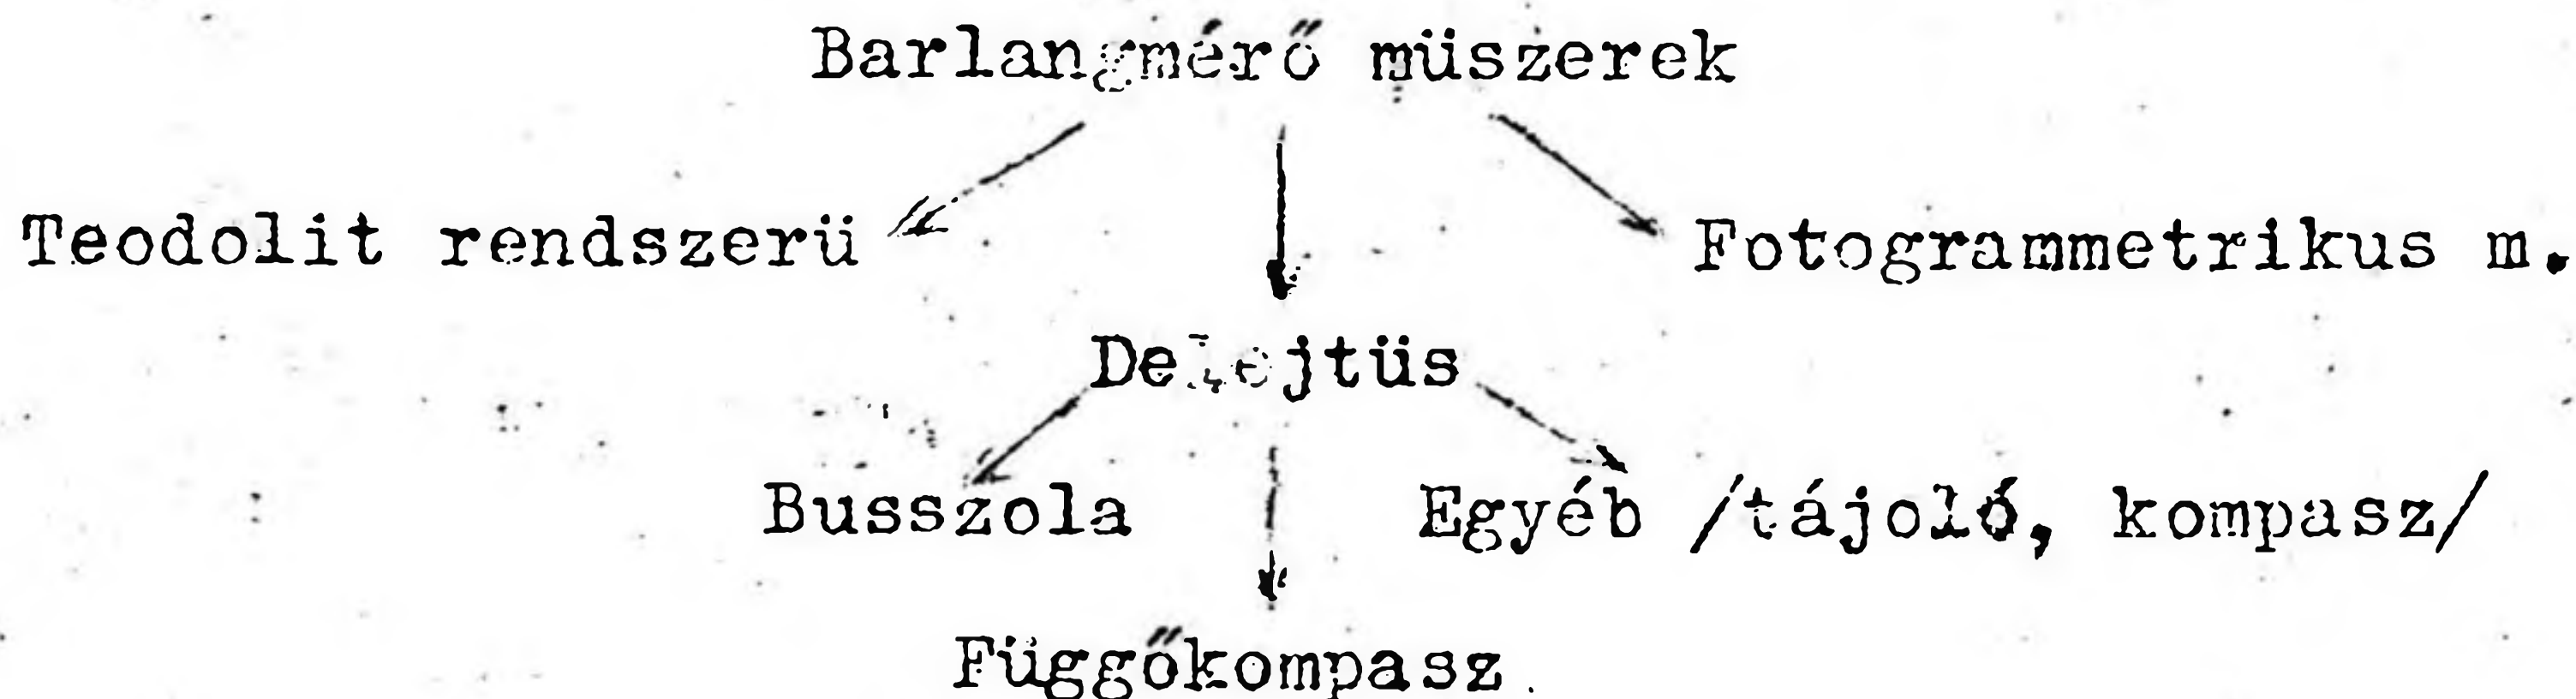 Barlangmérő müszerek
Teodolit rendszerü
Fotogrammetrikus m.
Delejtüs
Busszola
Egyéb /tájoló, kompasz/
Függőkompasz